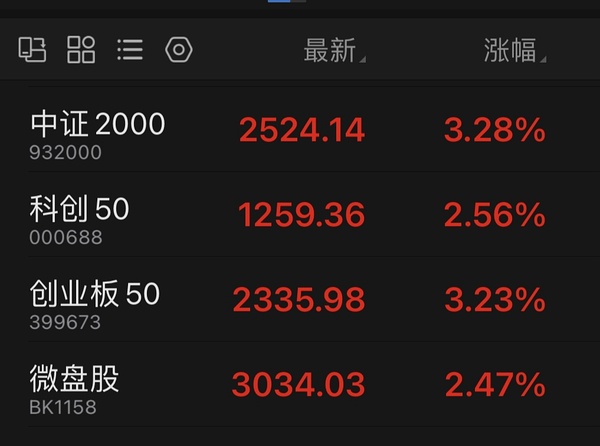 最新 涨幅
中证2000 2524.14 3.28%
932000
科创50 1259.36 2.56%
000688
创业板50 2335.98 3.23%
399673
微盘股 3034.03 2.47%
BK1158